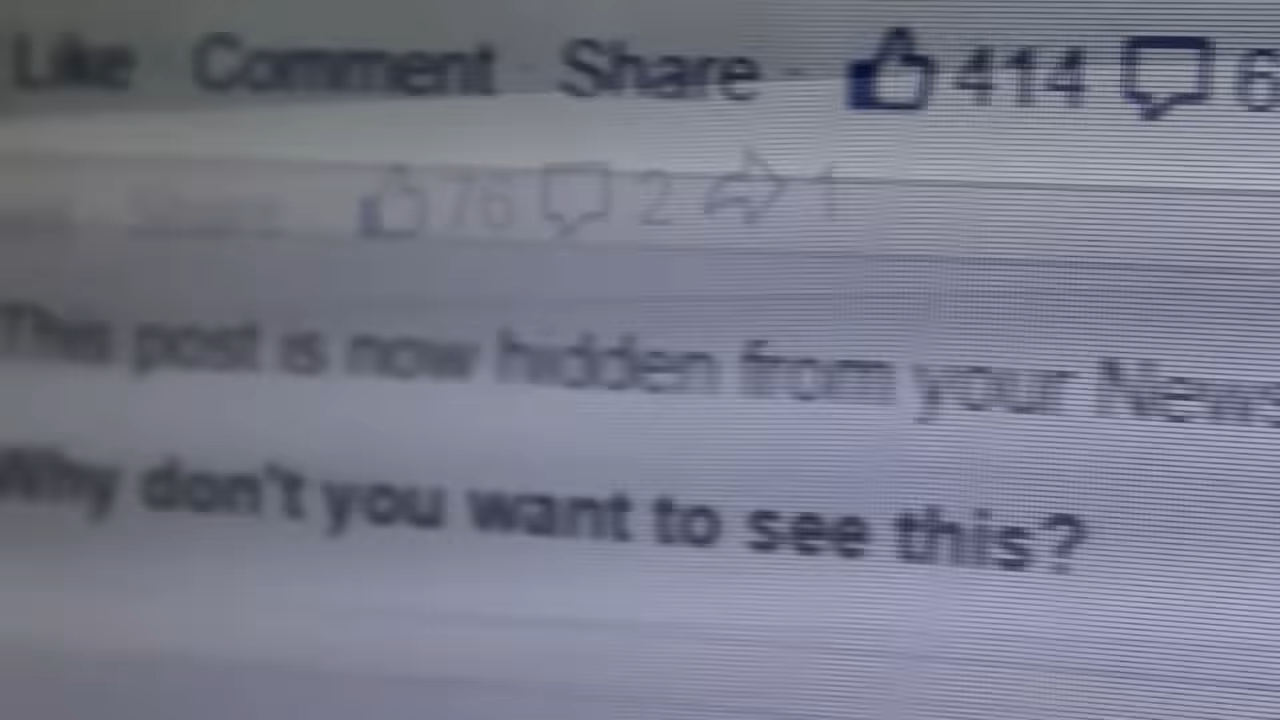 Like Comment Share 414 6
Share 76 2 1
This post is now hidden from your News
Why don't you want to see this?